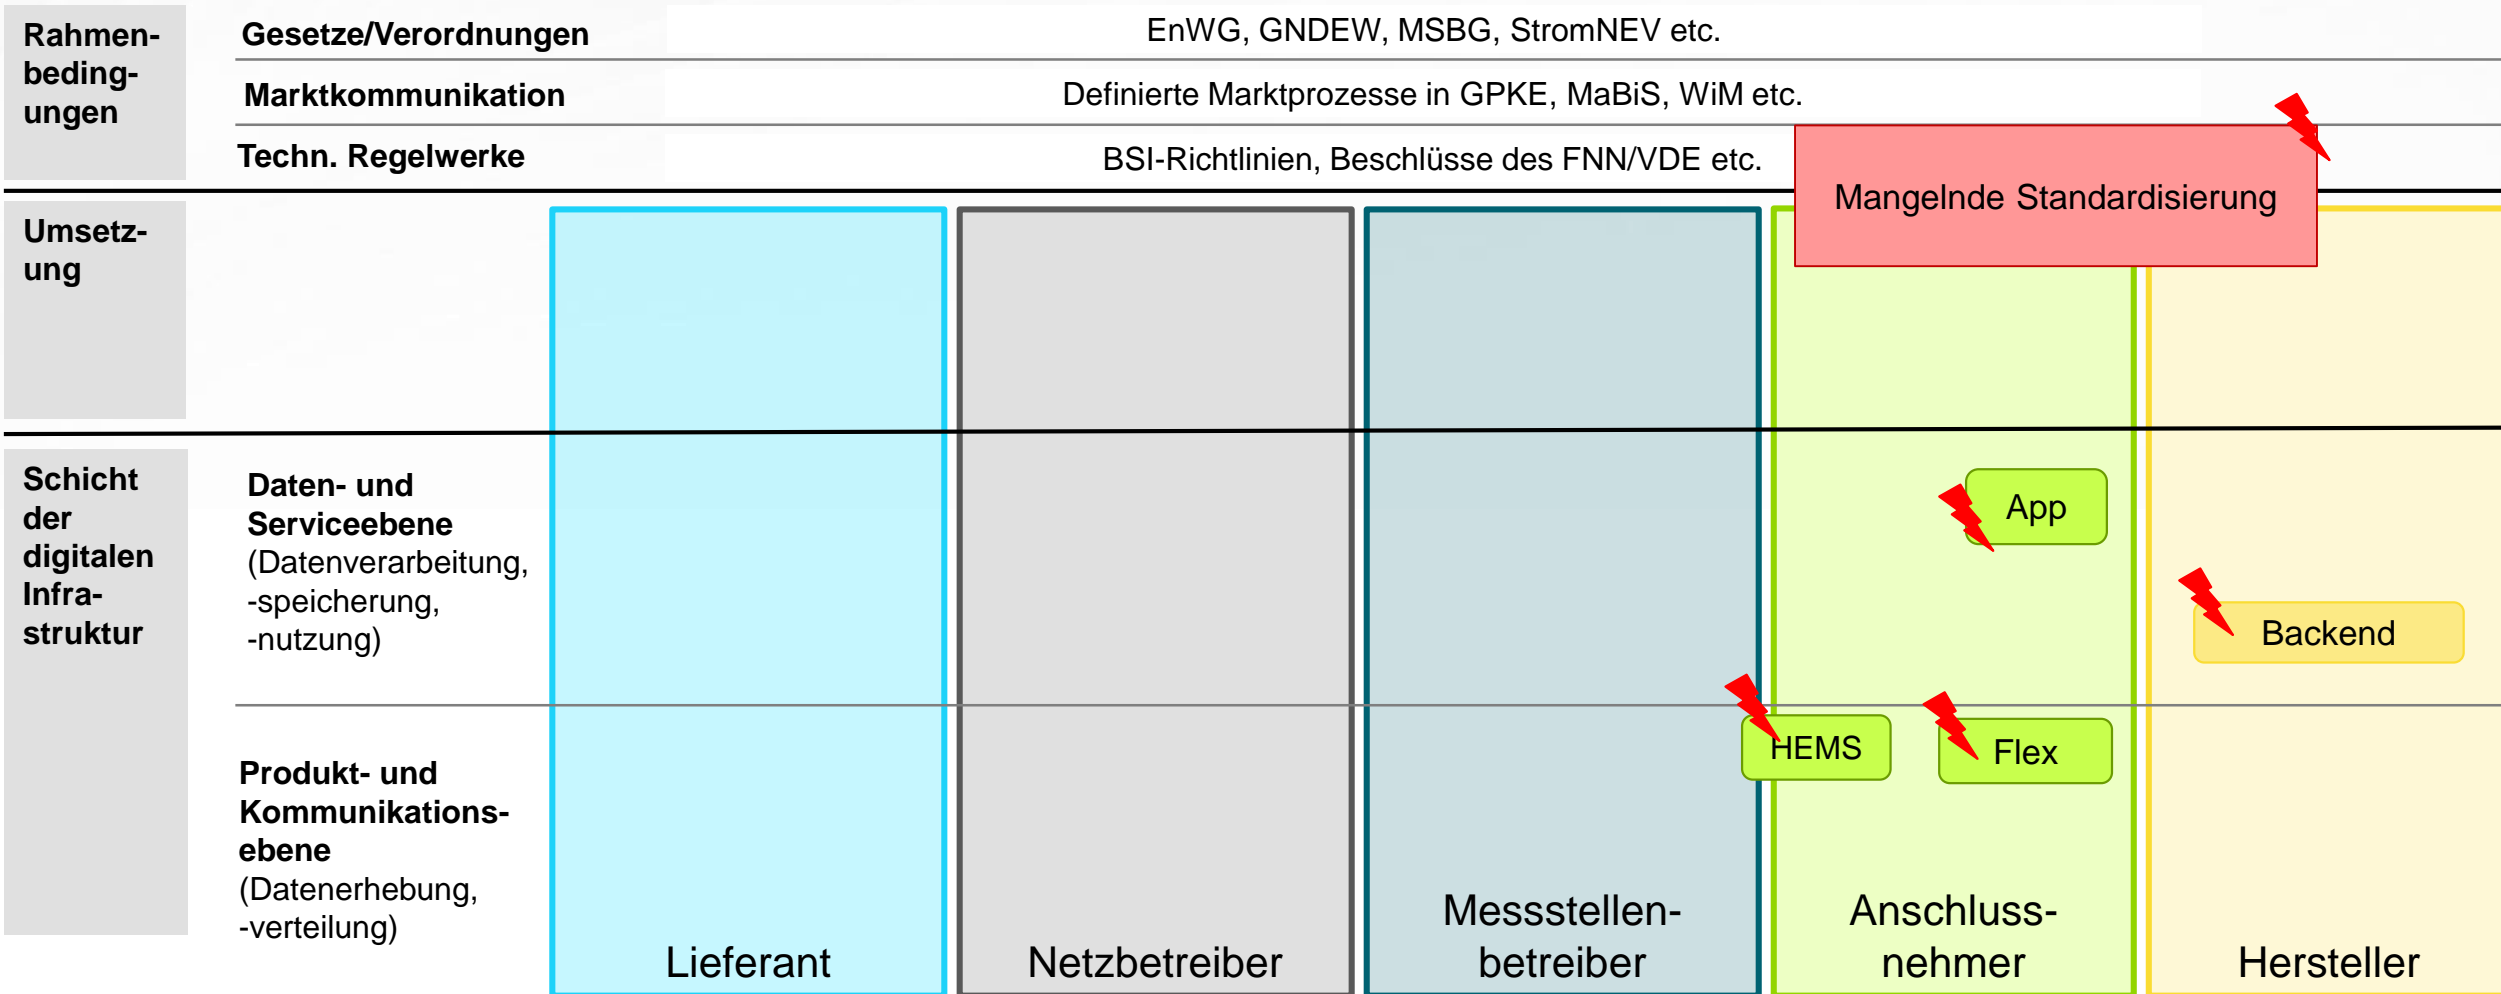 Rahmen-
beding-
ungen
Gesetze/Verordnungen
EnWG, GNDEW, MSBG, StromNEV etc.
Marktkommunikation
Definierte Marktprozesse in GPKE, MaBiS, WiM etc.
Techn. Regelwerke
BSI-Richtlinien, Beschlüsse des FNN/VDE etc.
Mangelnde Standardisierung
Umsetz-
ung
Schicht
der
digitalen
Infra-
struktur
Daten- und
Serviceebene
(Datenverarbeitung,
-speicherung,
-nutzung)
App
Backend
HEMS
Flex
Produkt- und
Kommunikations-
ebene
(Datenerhebung,
-verteilung)
Lieferant
Netzbetreiber
Messstellen-
betreiber
Anschluss-
nehmer
Hersteller